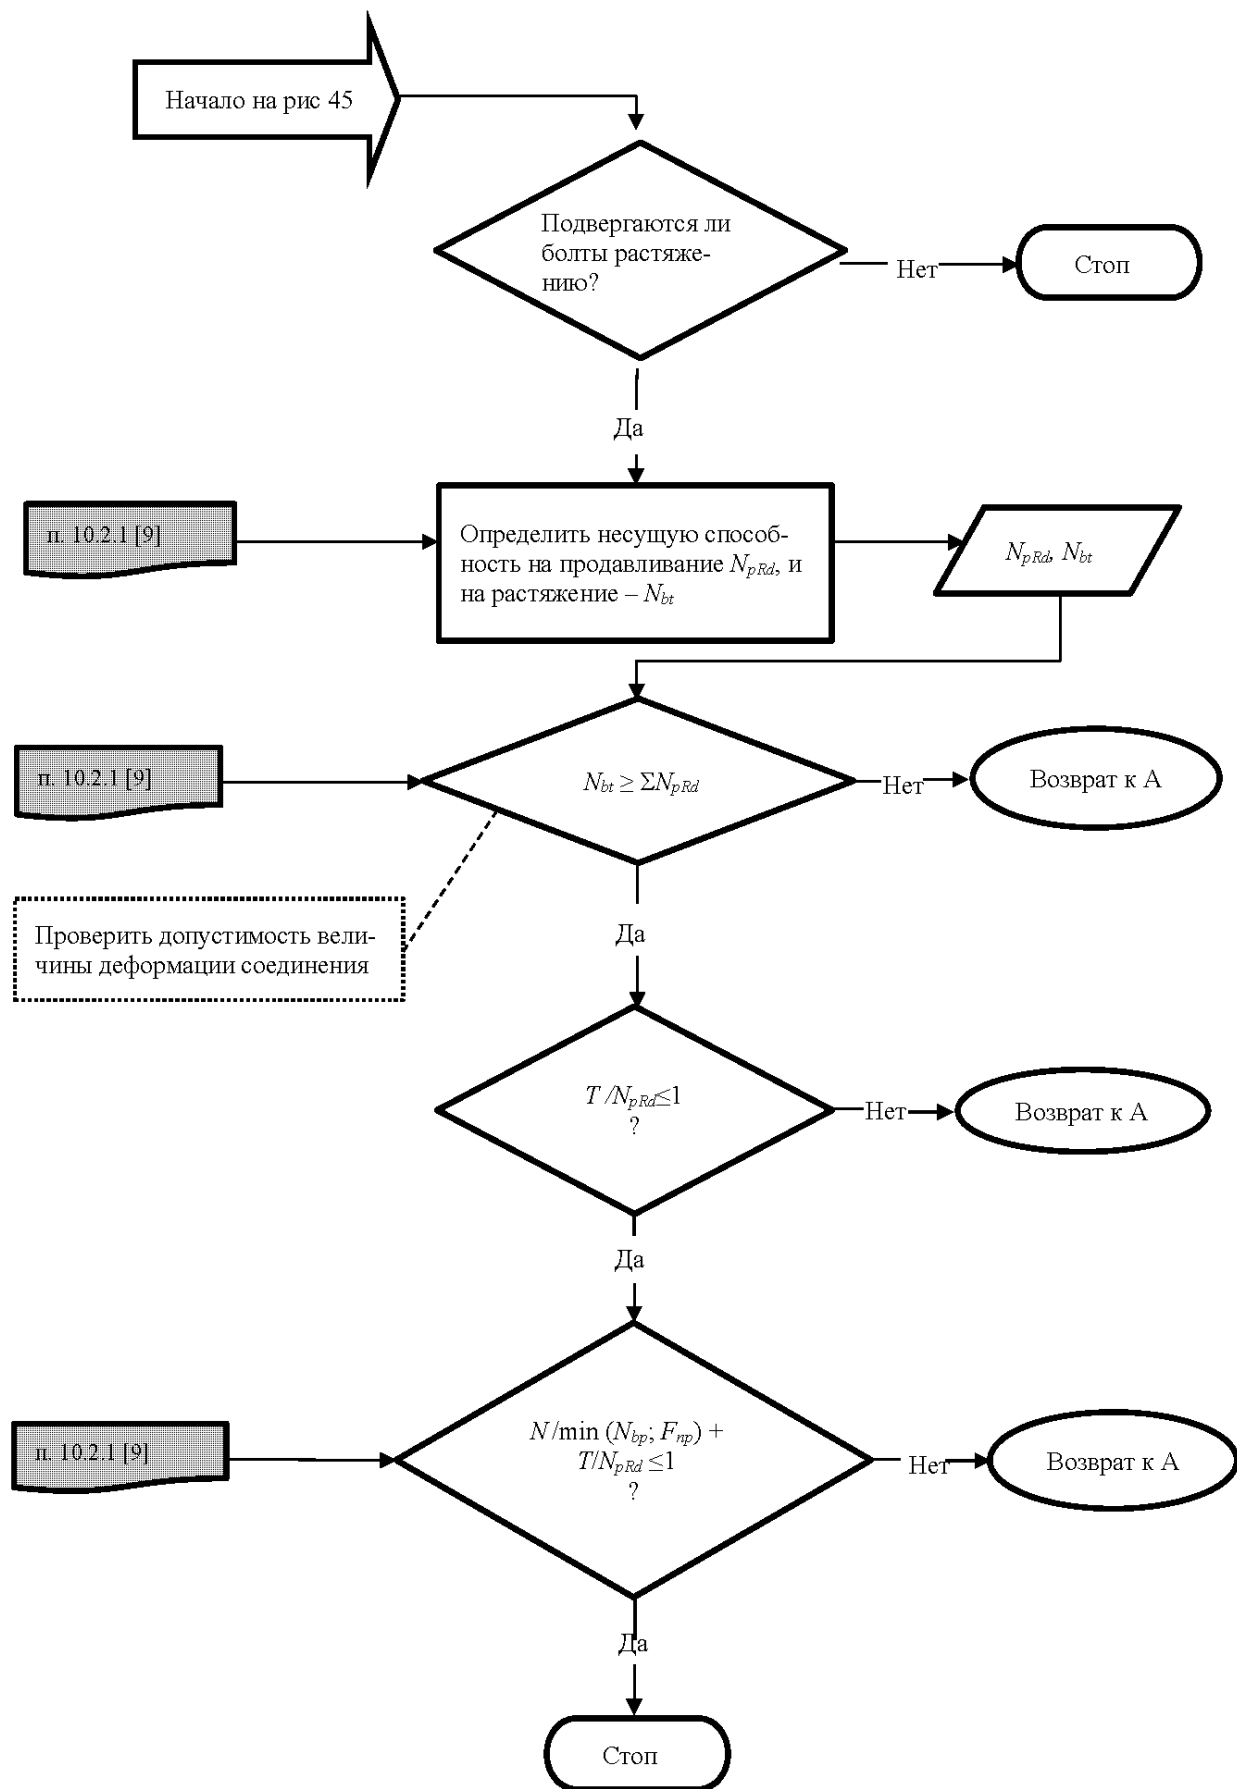 Начало на рис 45
Подвергаются ли
болты растяже-
нию?
Нет
Стоп
Да
п. 10.2.1 [9]
Определить несущую способ-
ность на продавливание NpRd, и
на растяжение – Nbt
NpRd, Nbt
п. 10.2.1 [9]
Nbt ≥ ΣNpRd
Нет
Возврат к А
Проверить допустимость вели-
чины деформации соединения
Да
T /NpRd≤1
?
Нет
Возврат к А
Да
п. 10.2.1 [9]
N/min (Nbp; Fnp) +
T/NpRd ≤1
?
Нет
Возврат к А
Да
Стоп